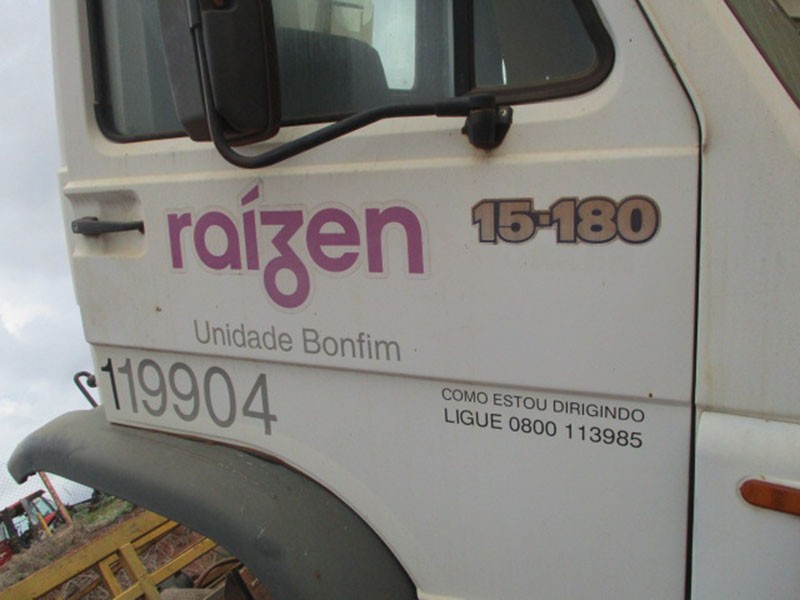 raízen
15-180
Unidade Bonfim
119904
COMO ESTOU DIRIGINDO
LIGUE 0800 113985